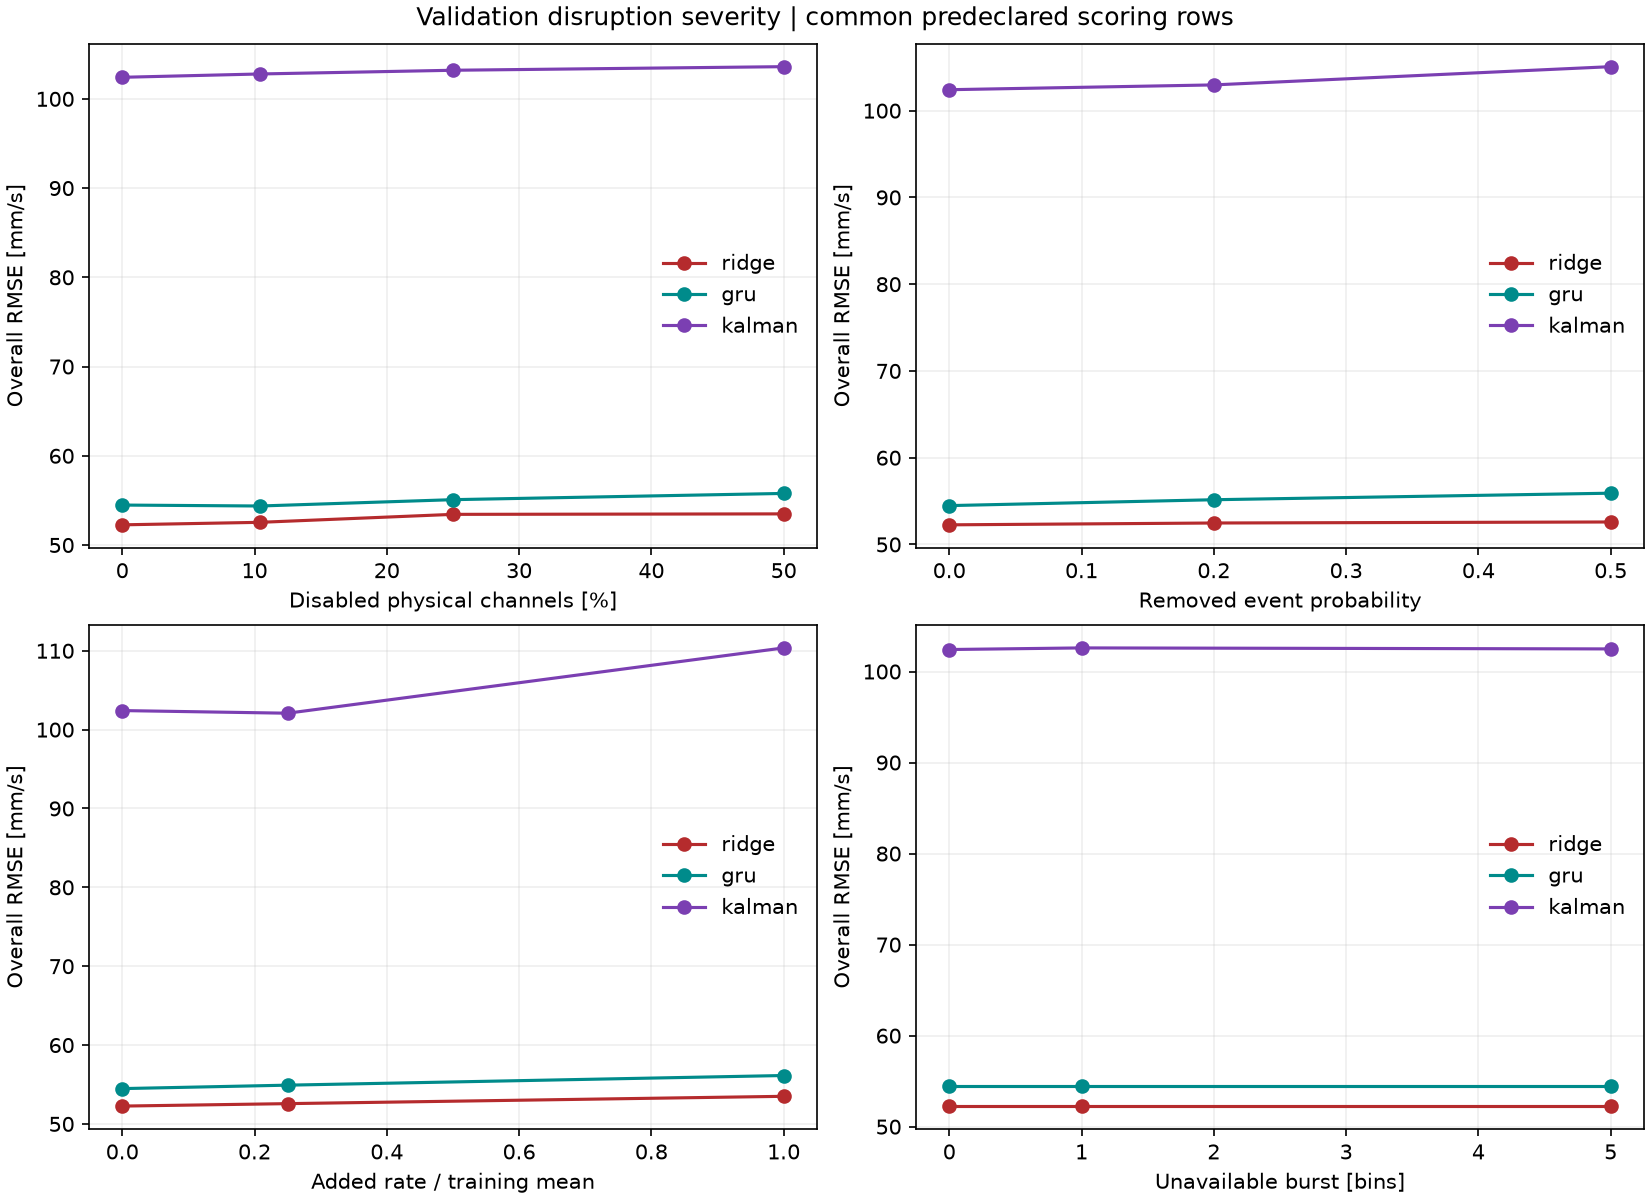 Validation disruption severity | common predeclared scoring rows
Overall RMSE [mm/s]
100
90
80
70
60
50
ridge
gru
kalman
0 10 20 30 40 50
Disabled physical channels [%]
Overall RMSE [mm/s]
100
90
80
70
60
50
ridge
gru
kalman
0.0 0.1 0.2 0.3 0.4 0.5
Removed event probability
Overall RMSE [mm/s]
110
100
90
80
70
60
50
ridge
gru
kalman
0.0 0.2 0.4 0.6 0.8 1.0
Added rate / training mean
Overall RMSE [mm/s]
100
90
80
70
60
50
ridge
gru
kalman
0 1 2 3 4 5
Unavailable burst [bins]